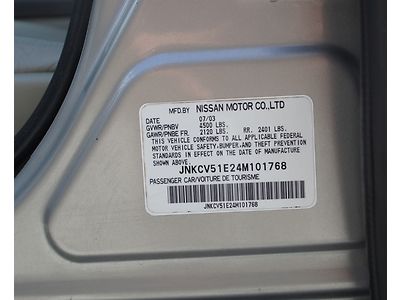 MFD.BY NISSAN MOTOR CO.,LTD
DATE 07/03
GVWR/PNBV 4500 LBS.
GAWR/PNBE FR. 2120 LBS. RR. 2401 LBS.
THIS VEHICLE CONFORMS TO ALL APPLICABLE FEDERAL
MOTOR VEHICLE SAFETY,BUMPER,AND THEFT PREVENTION
STANDARDS IN EFFECT ON THE DATE OF MANUFACTURE
SHOWN ABOVE.
JNKCV51E24M101768
PASSENGER CAR/VOITURE DE TOURISME
JNKCV51E24M101768